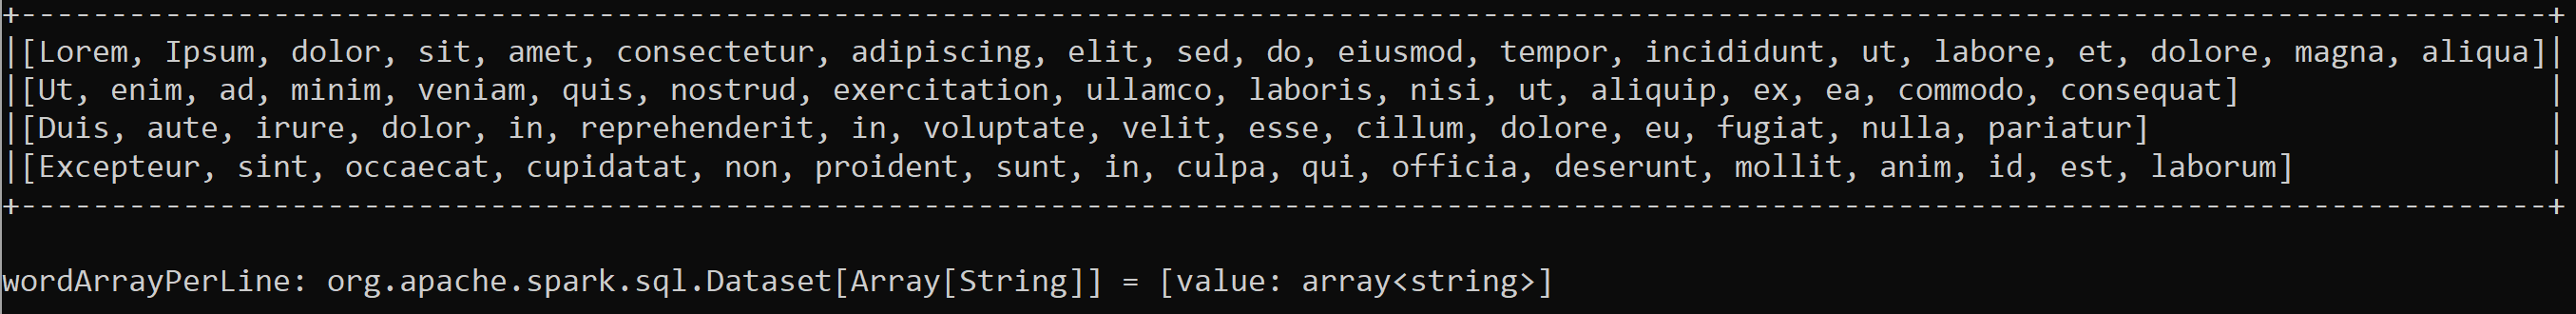 +--------------------------------------------------------------------------------------------------------------------------------------------+
|[Lorem, Ipsum, dolor, sit, amet, consectetur, adipiscing, elit, sed, do, eiusmod, tempor, incididunt, ut, labore, et, dolore, magna, aliqua]|
|[Ut, enim, ad, minim, veniam, quis, nostrud, exercitation, ullamco, laboris, nisi, ut, aliquip, ex, ea, commodo, consequat]                 |
|[Duis, aute, irure, dolor, in, reprehenderit, in, voluptate, velit, esse, cillum, dolore, eu, fugiat, nulla, pariatur]                      |
|[Excepteur, sint, occaecat, cupidatat, non, proident, sunt, in, culpa, qui, officia, deserunt, mollit, anim, id, est, laborum]              |
+--------------------------------------------------------------------------------------------------------------------------------------------+
wordArrayPerLine: org.apache.spark.sql.Dataset[Array[String]] = [value: array<string>]